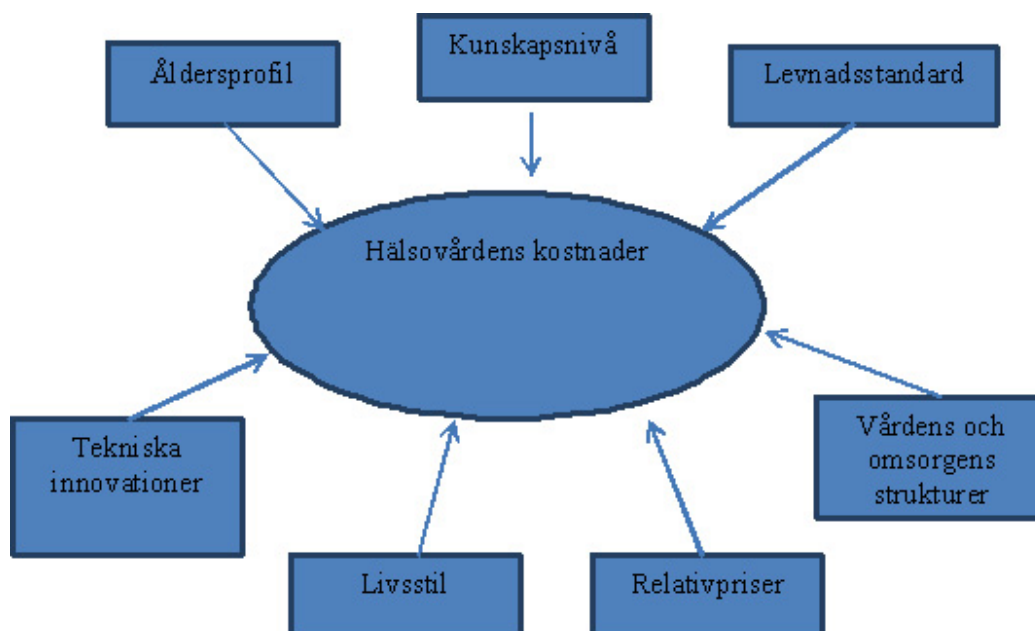 Åldersprofil
Kunskapsnivå
Levnadsstandard
Hälsovårdens kostnader
Tekniska
innovationer
Vårdens och
omsorgens
strukturer
Livsstil
Relativpriser